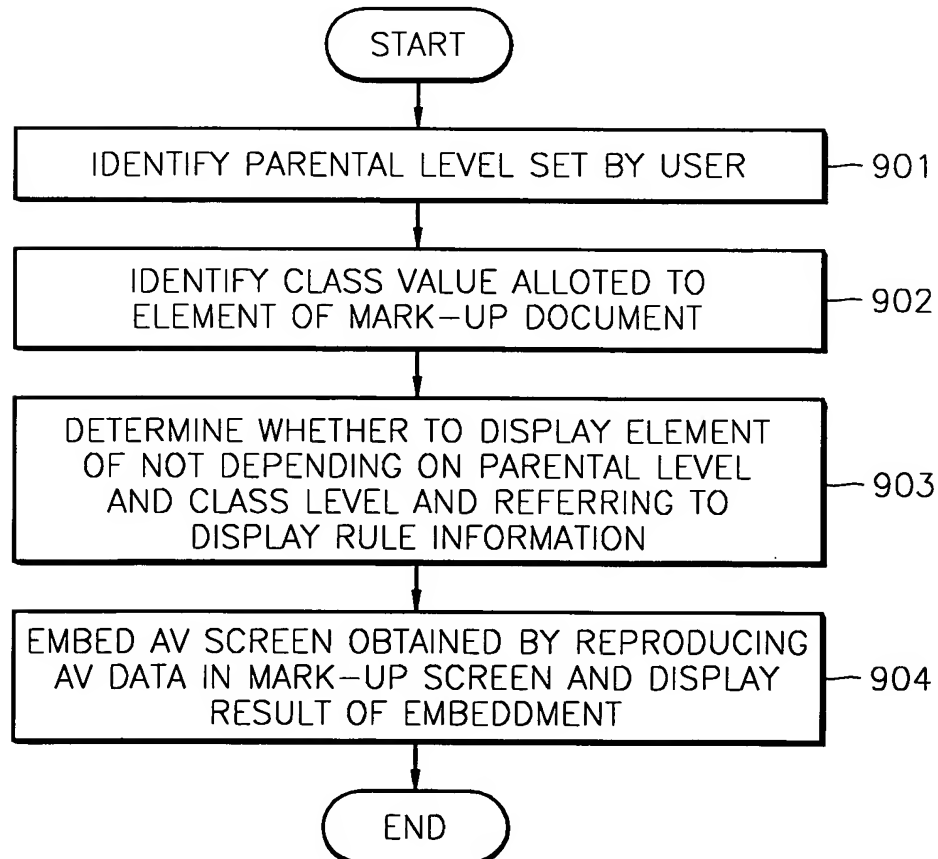 START
IDENTIFY PARENTAL LEVEL SET BY USER
901
IDENTIFY CLASS VALUE ALLOTED TO
ELEMENT OF MARK-UP DOCUMENT
902
DETERMINE WHETHER TO DISPLAY ELEMENT
OF NOT DEPENDING ON PARENTAL LEVEL
AND CLASS LEVEL AND REFERRING TO
DISPLAY RULE INFORMATION
903
EMBED AV SCREEN OBTAINED BY REPRODUCING
AV DATA IN MARK-UP SCREEN AND DISPLAY
RESULT OF EMBEDDMENT
904
END